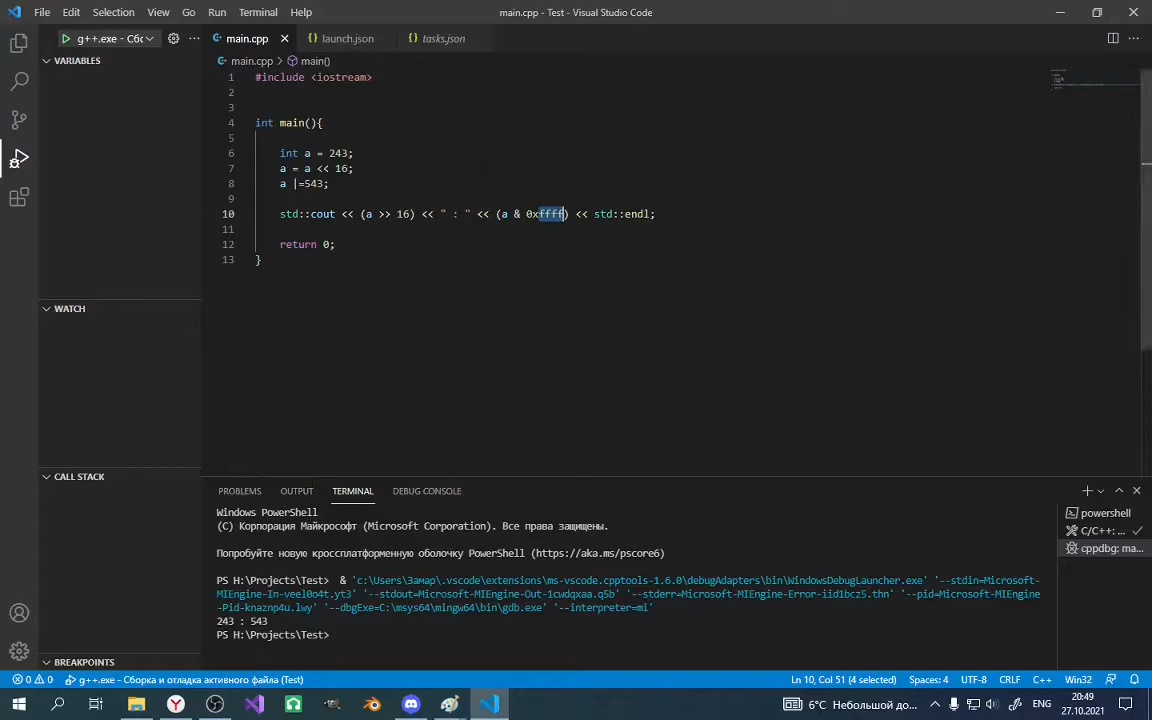 File Edit Selection View Go Run Terminal Help
main.cpp - Test - Visual Studio Code
g++.exe - Сбо
main.cpp
launch.json
tasks.json
VARIABLES
main.cpp > main()
1 #include <iostream>
2
3
4 int main(){
5
6 int a = 243;
7 a = a << 16;
8 a |=543;
9
10 std::cout << (a >> 16) << " : " << (a & 0xffff) << std::endl;
11
12 return 0;
13 }
WATCH
CALL STACK
BREAKPOINTS
PROBLEMS OUTPUT TERMINAL DEBUG CONSOLE
Windows PowerShell
(C) Корпорация Майкрософт (Microsoft Corporation). Все права защищены.
Попробуйте новую кроссплатформенную оболочку PowerShell (https://aka.ms/pscore6)
PS H:\Projects\Test>  & 'c:\Users\Замар\.vscode\extensions\ms-vscode.cpptools-1.6.0\debugAdapters\bin\WindowsDebugLauncher.exe' '--stdin=Microsoft-
MIEngine-In-veel0o4t.yt3' '--stdout=Microsoft-MIEngine-Out-1cwdqxaa.q5b' '--stderr=Microsoft-MIEngine-Error-iid1bcz5.thn' '--pid=Microsoft-MIEngine
-Pid-knaznp4u.lwy' '--dbgExe=C:\msys64\mingw64\bin\gdb.exe' '--interpreter=mi'
243 : 543
PS H:\Projects\Test>
powershell
C/C++: ...
cppdbg: ma...
0 0 g++.exe - Сборка и отладка активного файла (Test)
Ln 10, Col 51 (4 selected) Spaces: 4 UTF-8 CRLF C++ Win32
6°C Небольшой до... ENG
20:49
27.10.2021